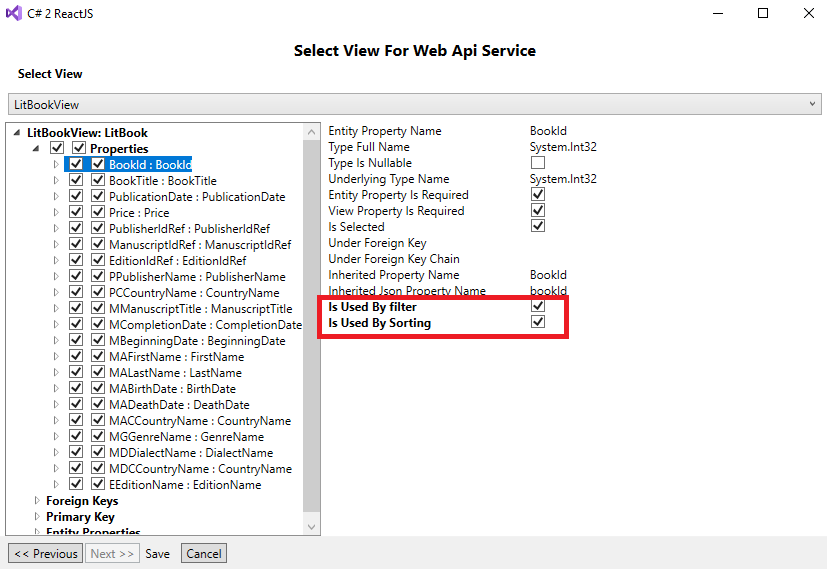 C# 2 ReactJS
Select View For Web Api Service
Select View
LitBookView
LitBookView: LitBook
Properties
BookId : BookId
BookTitle : BookTitle
PublicationDate : PublicationDate
Price : Price
PublisherIdRef : PublisherIdRef
ManuscriptIdRef : ManuscriptIdRef
EditionIdRef : EditionIdRef
PPublisherName : PublisherName
PCCountryName : CountryName
MManuscriptTitle : ManuscriptTitle
MCompletionDate : CompletionDate
MBeginningDate : BeginningDate
MAFirstName : FirstName
MALastName : LastName
MABirthDate : BirthDate
MADeathDate : DeathDate
MACCountryName : CountryName
MGGenreName : GenreName
MDDialectName : DialectName
MDCCountryName : CountryName
EEditionName : EditionName
Foreign Keys
Primary Key
Entity Properties
Entity Property Name BookId
Type Full Name System.Int32
Type Is Nullable
Underlying Type Name System.Int32
Entity Property Is Required
View Property Is Required
Is Selected
Under Foreign Key
Under Foreign Key Chain
Inherited Property Name BookId
Inherited Json Property Name bookId
Is Used By filter
Is Used By Sorting
<< Previous Next >> Save Cancel